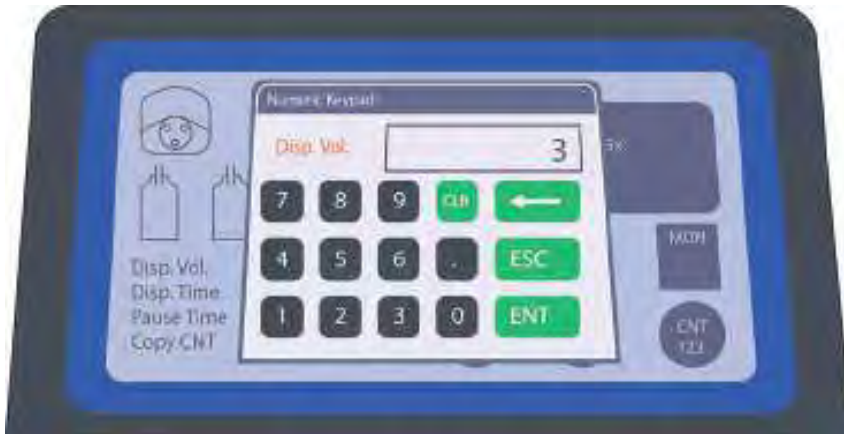 Numeric Keypad
Disp. Vol.
3
7 8 9 CLR
4 5 6 . ESC
1 2 3 0 ENT
Disp. Vol.
Disp. Time
Pause Time
Copy CNT
MON
CNT
123